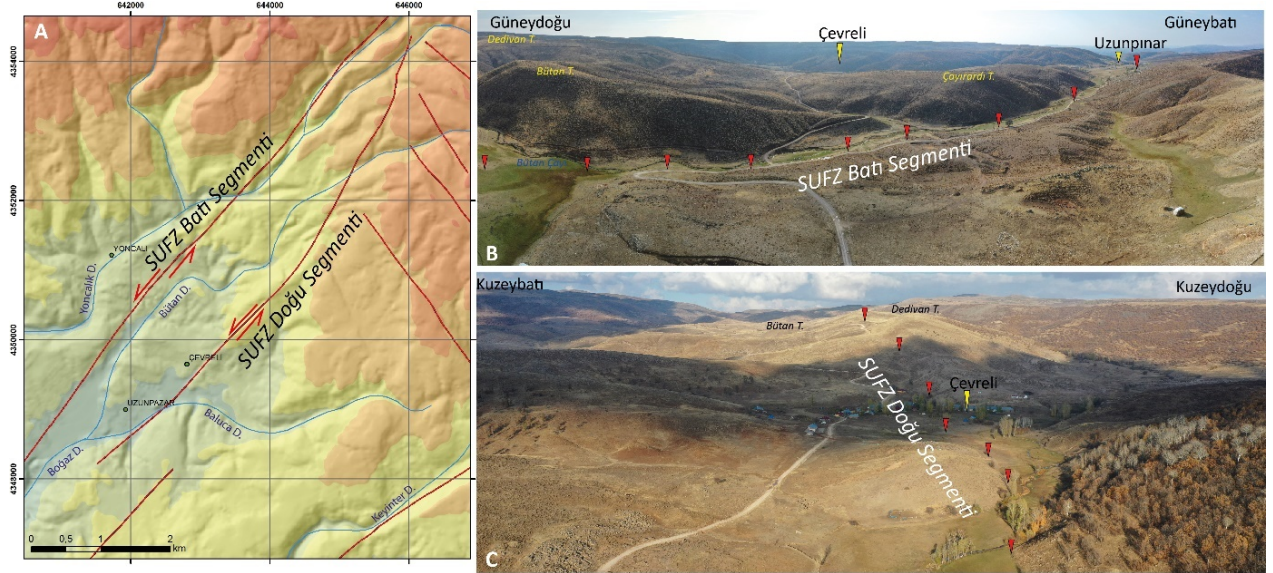 A
642000
644000
646000
4354000
4352000
4350000
4348000
SUFZ Batı Segmenti
SUFZ Doğu Segmenti
YONCALI
Yoncalık D.
Bütan D.
ÇEVRELİ
UZUNPAZAR
Baluca D.
Boğaz D.
Keyinter D.
0 0,5 1 2
km
Güneydoğu
Güneybatı
Çevreli
Uzunpınar
Dedivan T.
Bütan T.
Çayırardı T.
Bütan Çayı
SUFZ Batı Segmenti
B
Kuzeybatı
Kuzeydoğu
Bütan T.
Dedivan T.
Çevreli
SUFZ Doğu Segmenti
C